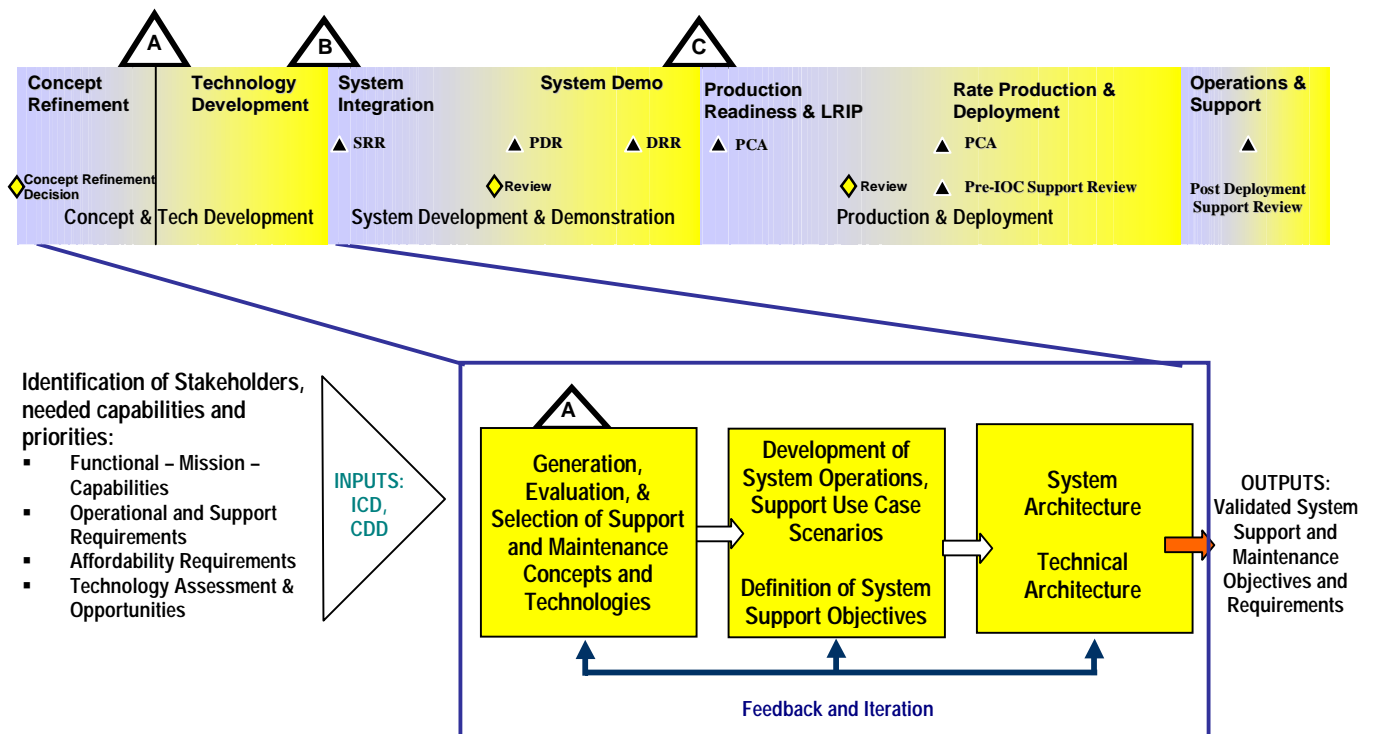 A
B
C
Concept
Refinement
Technology
Development
System
Integration
System Demo
Production
Readiness & LRIP
Rate Production &
Deployment
Operations &
Support
SRR
PDR
DRR
PCA
PCA
Concept Refinement
Decision
Review
Review
Pre-IOC Support Review
Post Deployment
Support Review
Concept & Tech Development
System Development & Demonstration
Production & Deployment
Identification of Stakeholders,
needed capabilities and
priorities:
▪ Functional – Mission –
Capabilities
▪ Operational and Support
Requirements
▪ Affordability Requirements
▪ Technology Assessment &
Opportunities
INPUTS:
ICD,
CDD
A
Generation,
Evaluation, &
Selection of Support
and Maintenance
Concepts and
Technologies
Development of
System Operations,
Support Use Case
Scenarios
Definition of System
Support Objectives
System
Architecture
Technical
Architecture
OUTPUTS:
Validated System
Support and
Maintenance
Objectives and
Requirements
Feedback and Iteration